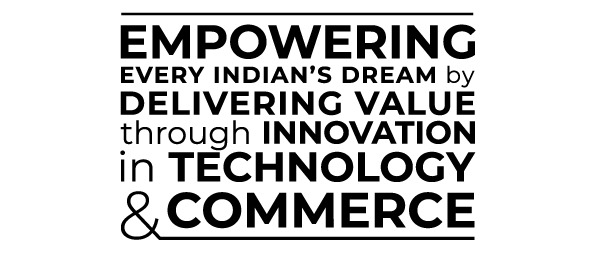 EMPOWERING
EVERY INDIAN'S DREAM by
DELIVERING VALUE
through INNOVATION
in TECHNOLOGY
& COMMERCE